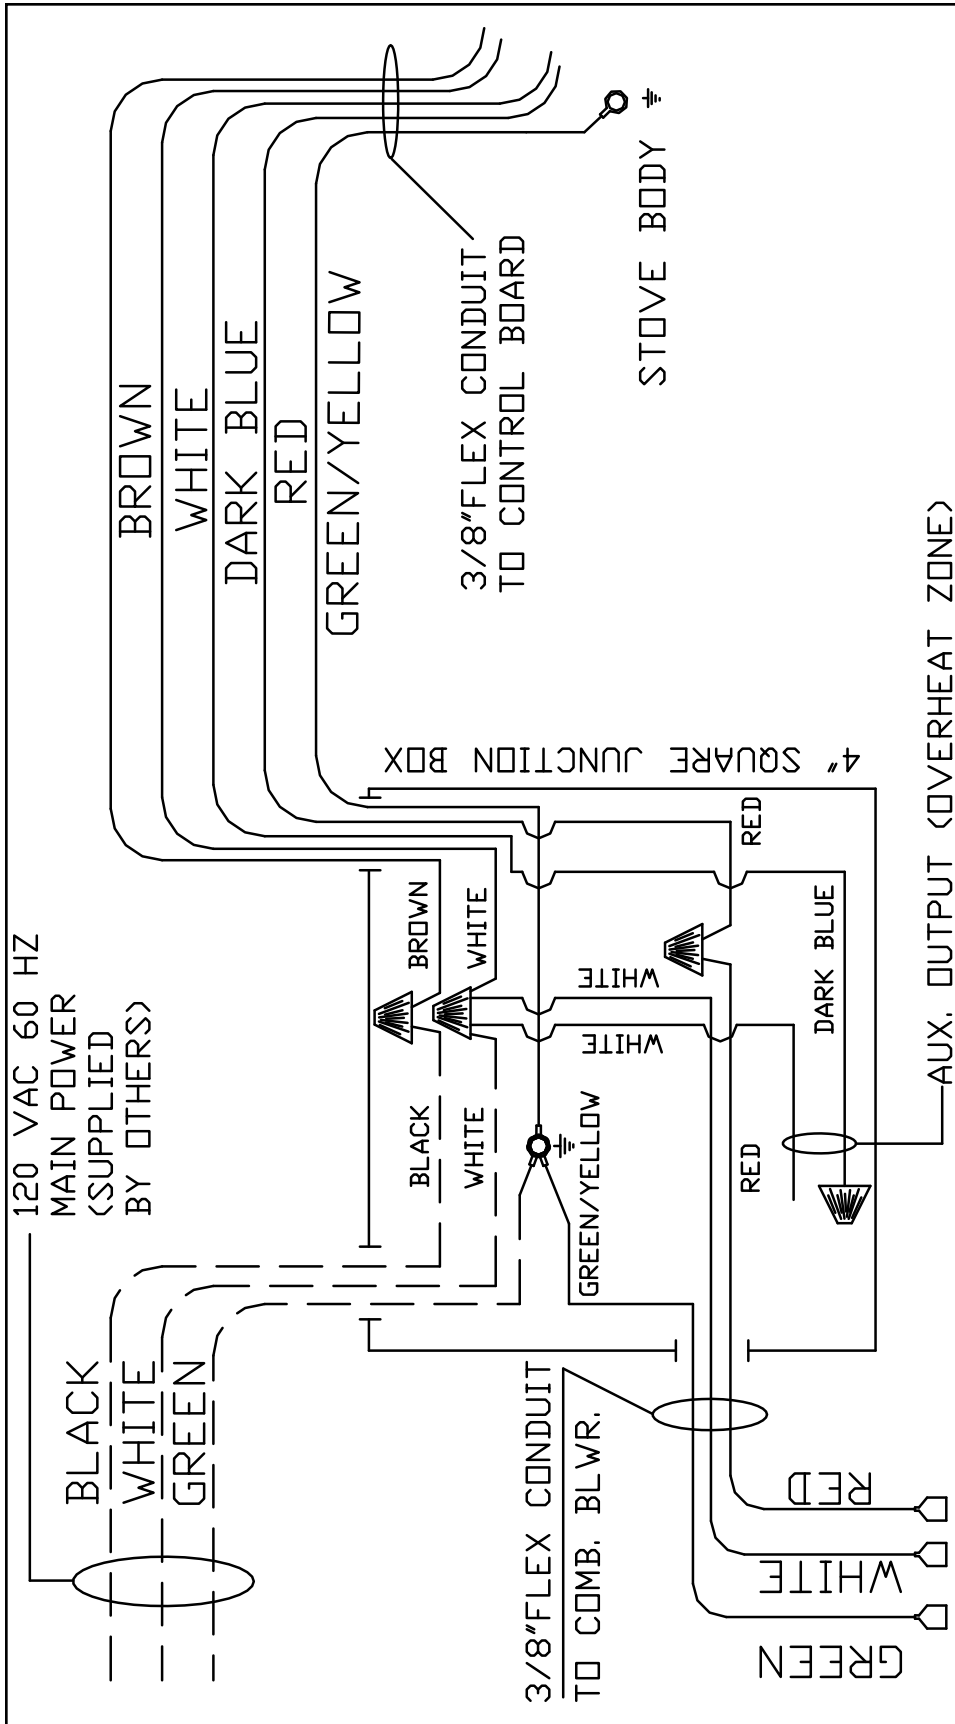 120 VAC 60 HZ
MAIN POWER
(SUPPLIED
BY OTHERS)
BLACK
WHITE
GREEN
BROWN
WHITE
DARK BLUE
RED
GREEN/YELLOW
3/8"FLEX CONDUIT
TO CONTROL BOARD
STOVE BODY
4" SQUARE JUNCTION BOX
BLACK
BROWN
WHITE
WHITE
WHITE
WHITE
GREEN/YELLOW
RED
RED
DARK BLUE
AUX. OUTPUT (OVERHEAT ZONE)
3/8"FLEX CONDUIT
TO COMB. BLWR.
RED
WHITE
GREEN